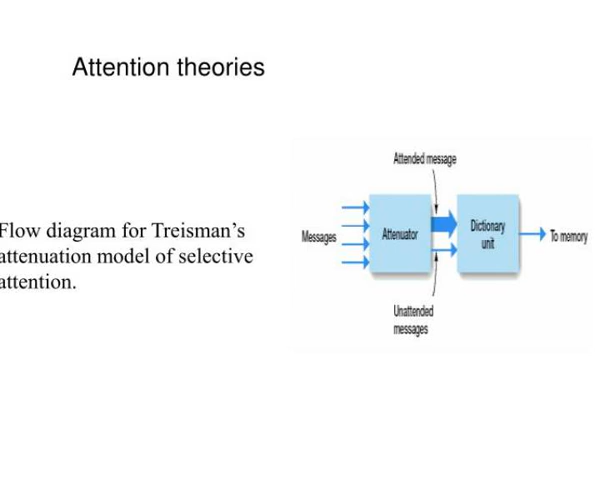 Attention theories
Flow diagram for Treisman’s
attenuation model of selective
attention.
Attended message
Messages
Attenuator
Dictionary
unit
To memory
Unattended
messages